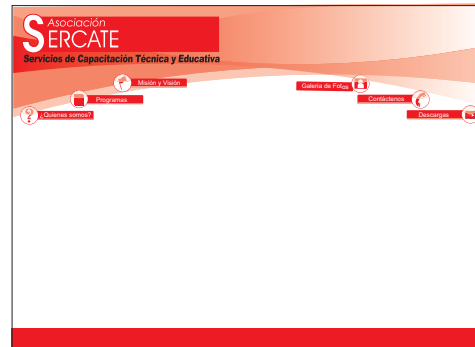 Asociación
SERCATE
Servicios de Capacitación Técnica y Educativa
Misión y Visión
Galería de Fotos
Programas
Contáctenos
¿Quienes somos?
Descargas